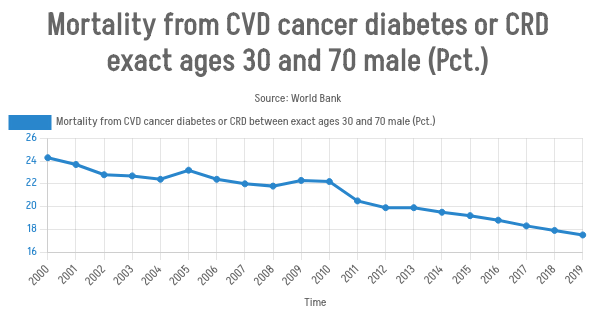 Mortality from CVD cancer diabetes or CRD
exact ages 30 and 70 male (Pct.)
Source: World Bank
Mortality from CVD cancer diabetes or CRD between exact ages 30 and 70 male (Pct.)
26
24
22
20
18
16
2000 2001 2002 2003 2004 2005 2006 2007 2008 2009 2010 2011 2012 2013 2014 2015 2016 2017 2018 2019
Time